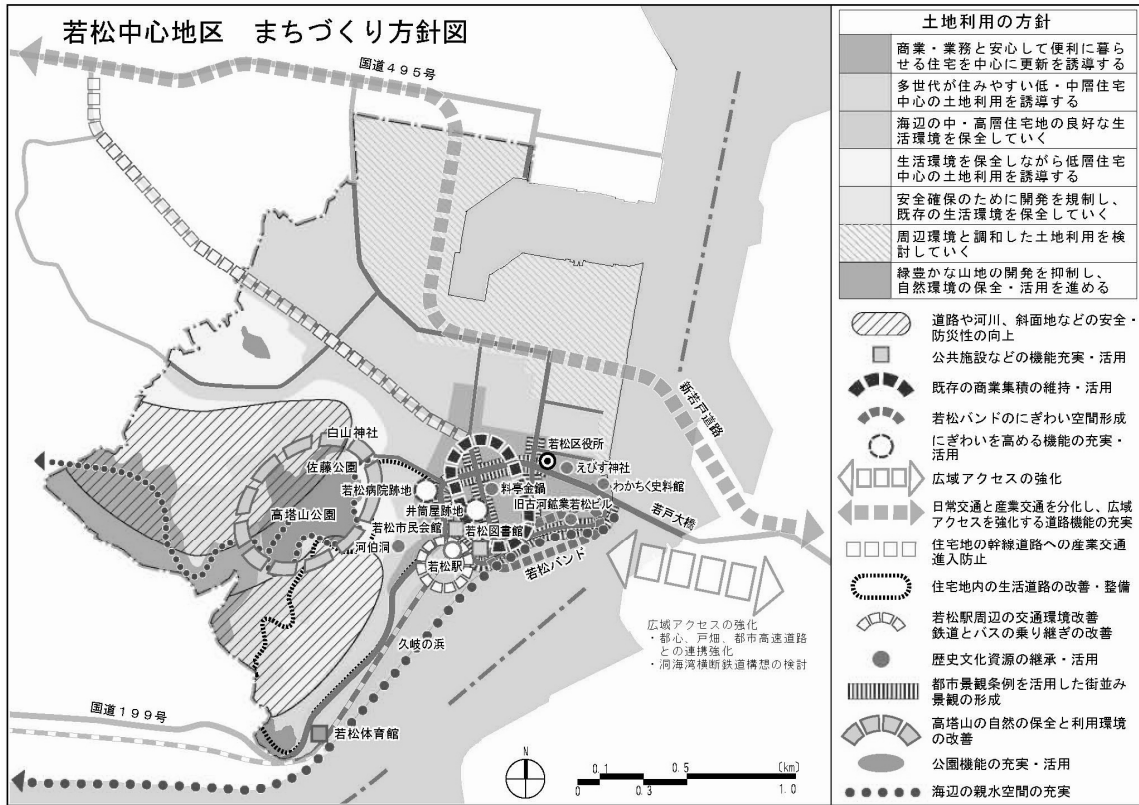 若松中心地区　まちづくり方針図
国道495号
新若戸道路
白山神社
佐藤公園
若松病院跡地
高塔山公園
井筒屋跡地
若松市民会館
河伯洞
若松駅
若松図書館
料亭金鍋
旧古河鉱業若松ビル
若松区役所
えびす神社
わかちく史料館
若戸大橋
若松バンド
久岐の浜
国道199号
若松体育館
広域アクセスの強化
・都心、戸畑、都市高速道路
との連携強化
・洞海湾横断鉄道構想の検討
N
0.1 0.5 (km)
0 0.3 1.0
土地利用の方針
商業・業務と安心して便利に暮ら
せる住宅を中心に更新を誘導する
多世代が住みやすい低・中層住宅
中心の土地利用を誘導する
海辺の中・高層住宅地の良好な生
活環境を保全していく
生活環境を保全しながら低層住宅
中心の土地利用を誘導する
安全確保のために開発を規制し、
既存の生活環境を保全していく
周辺環境と調和した土地利用を検
討していく
緑豊かな山地の開発を抑制し、
自然環境の保全・活用を進める
道路や河川、斜面地などの安全・
防災性の向上
公共施設などの機能充実・活用
既存の商業集積の維持・活用
若松バンドのにぎわい空間形成
にぎわいを高める機能の充実・
活用
広域アクセスの強化
日常交通と産業交通を分化し、広域
アクセスを強化する道路機能の充実
住宅地の幹線道路への産業交通
進入防止
住宅地内の生活道路の改善・整備
若松駅周辺の交通環境改善
鉄道とバスの乗り継ぎの改善
歴史文化資源の継承・活用
都市景観条例を活用した街並み
景観の形成
高塔山の自然の保全と利用環境
の改善
公園機能の充実・活用
海辺の親水空間の充実